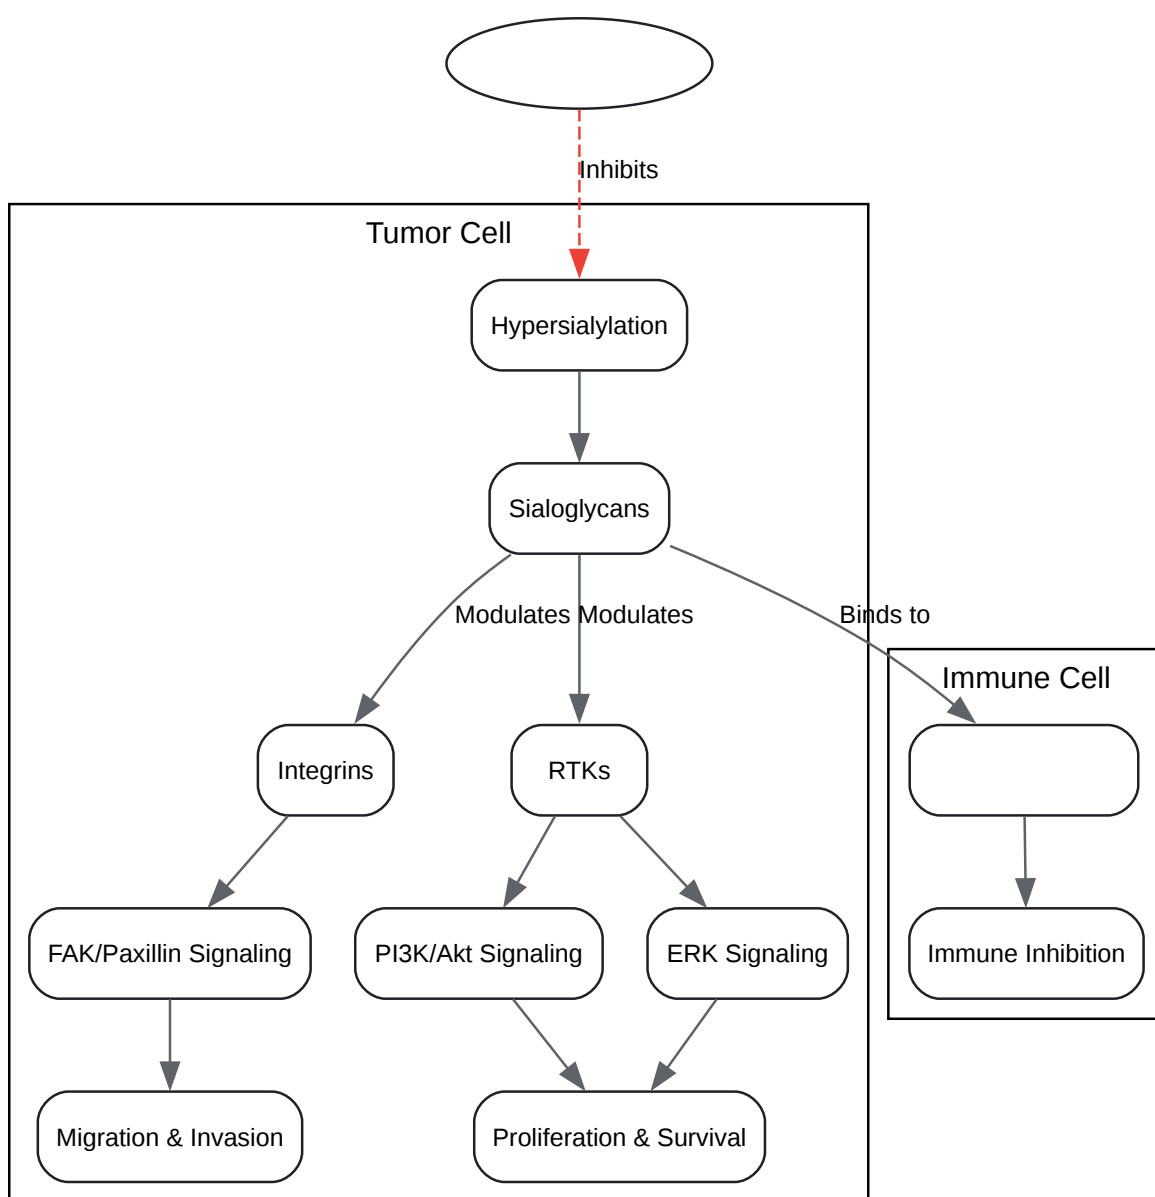 Inhibits
Tumor Cell
Hypersialylation
Sialoglycans
Modulates
Modulates
Binds to
Immune Cell
Integrins
RTKs
FAK/Paxillin Signaling
PI3K/Akt Signaling
ERK Signaling
Immune Inhibition
Migration & Invasion
Proliferation & Survival